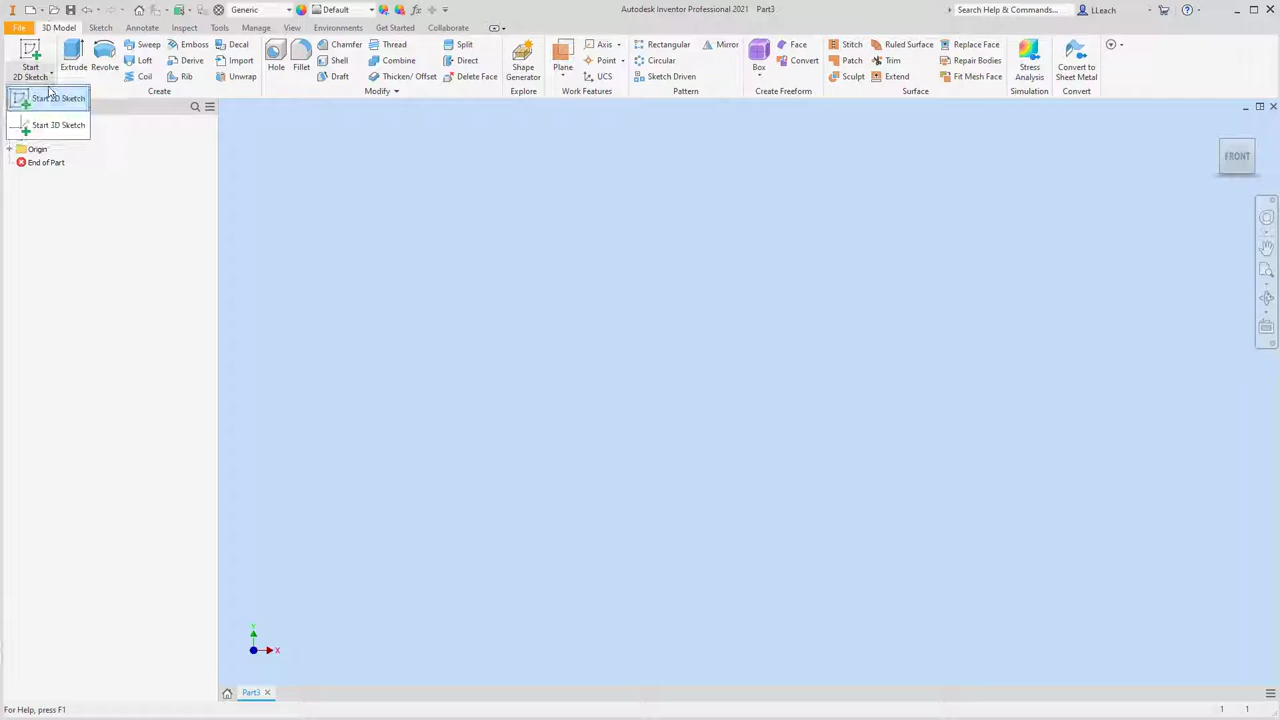 Generic Default Autodesk Inventor Professional 2021 Part3 Search Help & Commands... LLeach
File 3D Model Sketch Annotate Inspect Tools Manage View Environments Get Started Collaborate
Start
2D Sketch
Extrude
Revolve
Sweep Emboss Decal
Loft Derive Import
Coil Rib Unwrap
Create
Hole
Fillet
Chamfer Thread Split
Shell Combine Direct
Draft Thicken/ Offset Delete Face
Modify
Shape
Generator
Explore
Plane
Axis
Point
UCS
Work Features
Rectangular Mirror
Circular
Sketch Driven
Pattern
Box
Face
Convert
Create Freeform
Stitch Ruled Surface Replace Face
Patch Trim Repair Bodies
Sculpt Extend Fit Mesh Face
Surface
Stress
Analysis
Simulation
Convert to
Sheet Metal
Convert
Start 2D Sketch
Start 3D Sketch
Origin
End of Part
FRONT
Y
X
Part3
For Help, press F1
1 1